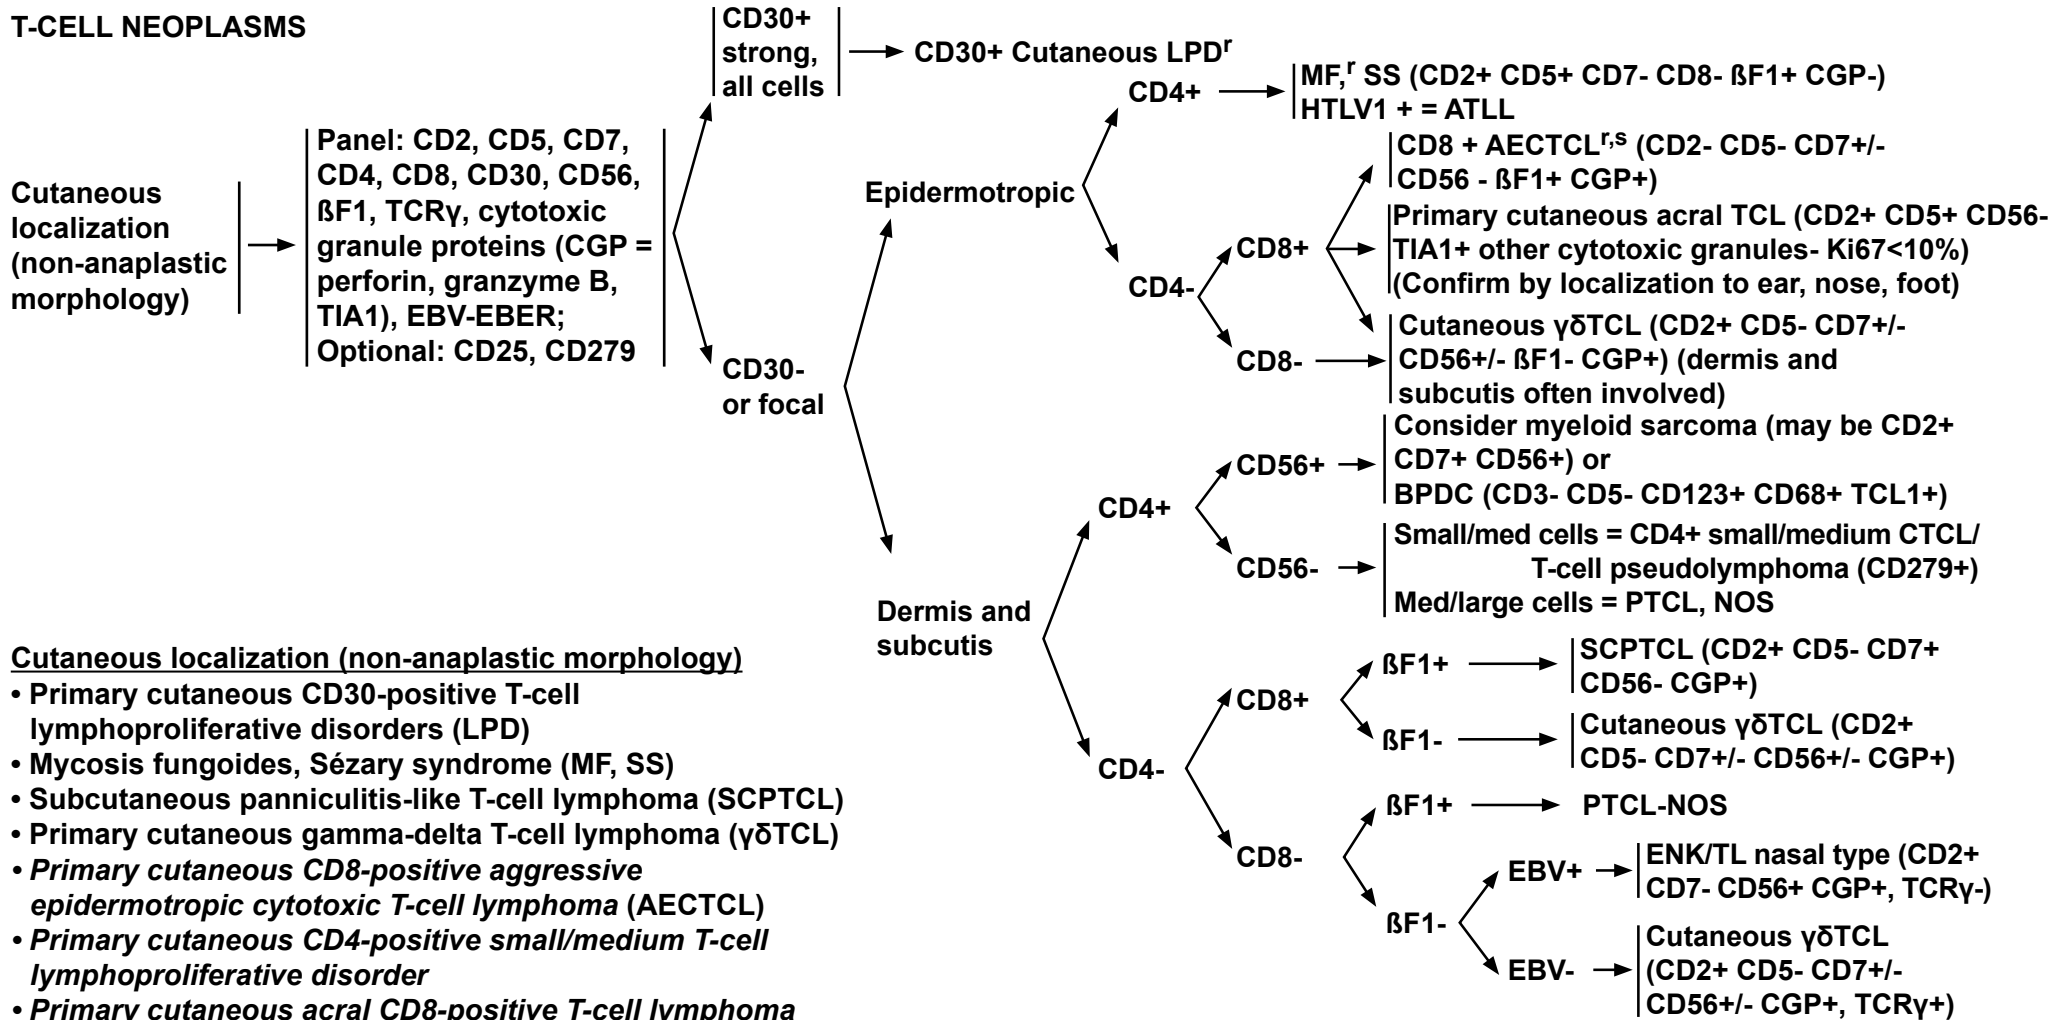 T-CELL NEOPLASMS
Cutaneous
localization
(non-anaplastic
morphology)
Panel: CD2, CD5, CD7,
CD4, CD8, CD30, CD56,
ßF1, TCRγ, cytotoxic
granule proteins (CGP =
perforin, granzyme B,
TIA1), EBV-EBER;
Optional: CD25, CD279
CD30+
strong,
all cells
CD30+ Cutaneous LPDʳ
CD30-
or focal
Epidermotropic
CD4+
MF,ʳ SS (CD2+ CD5+ CD7- CD8- ßF1+ CGP-)
HTLV1 + = ATLL
CD4-
CD8+
CD8 + AECTCLʳ,ˢ (CD2- CD5- CD7+/-
CD56 - ßF1+ CGP+)
Primary cutaneous acral TCL (CD2+ CD5+ CD56-
TIA1+ other cytotoxic granules- Ki67<10%)
(Confirm by localization to ear, nose, foot)
CD8-
Cutaneous γδTCL (CD2+ CD5- CD7+/-
CD56+/- ßF1- CGP+) (dermis and
subcutis often involved)
Dermis and
subcutis
CD4+
CD56+
Consider myeloid sarcoma (may be CD2+
CD7+ CD56+) or
BPDC (CD3- CD5- CD123+ CD68+ TCL1+)
CD56-
Small/med cells = CD4+ small/medium CTCL/
T-cell pseudolymphoma (CD279+)
Med/large cells = PTCL, NOS
CD4-
CD8+
ßF1+
SCPTCL (CD2+ CD5- CD7+
CD56- CGP+)
ßF1-
Cutaneous γδTCL (CD2+
CD5- CD7+/- CD56+/- CGP+)
CD8-
ßF1+
PTCL-NOS
ßF1-
EBV+
ENK/TL nasal type (CD2+
CD7- CD56+ CGP+, TCRγ-)
EBV-
Cutaneous γδTCL
(CD2+ CD5- CD7+/-
CD56+/- CGP+, TCRγ+)
Cutaneous localization (non-anaplastic morphology)
• Primary cutaneous CD30-positive T-cell
lymphoproliferative disorders (LPD)
• Mycosis fungoides, Sézary syndrome (MF, SS)
• Subcutaneous panniculitis-like T-cell lymphoma (SCPTCL)
• Primary cutaneous gamma-delta T-cell lymphoma (γδTCL)
• Primary cutaneous CD8-positive aggressive
epidermotropic cytotoxic T-cell lymphoma (AECTCL)
• Primary cutaneous CD4-positive small/medium T-cell
lymphoproliferative disorder
• Primary cutaneous acral CD8-positive T-cell lymphoma